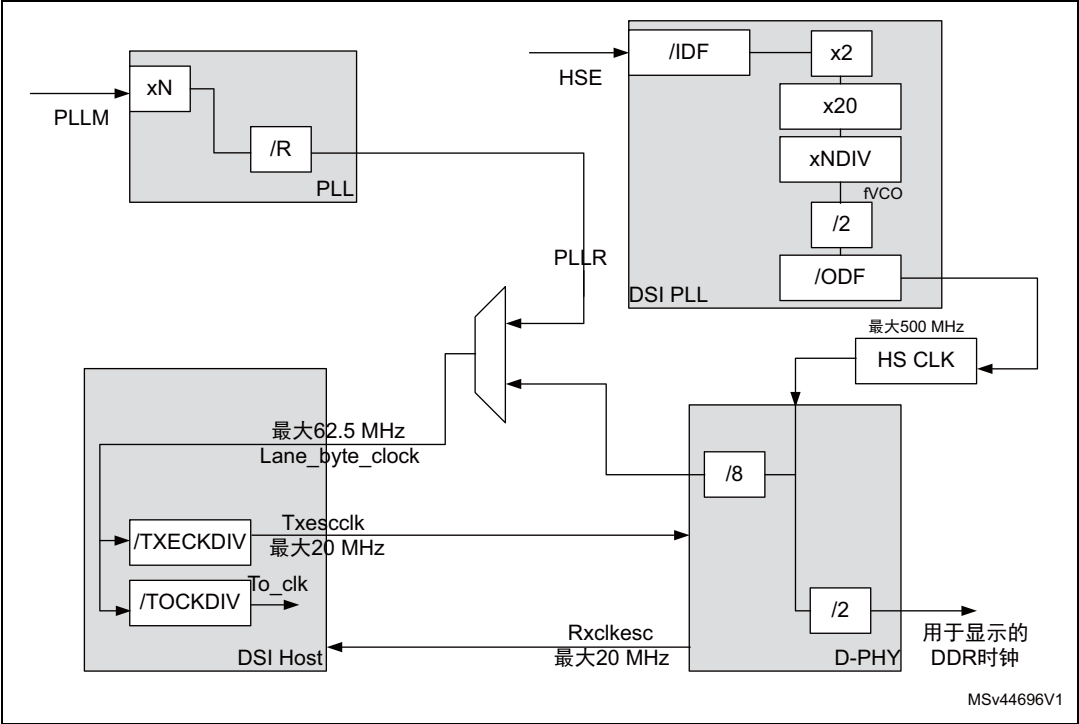 PLLM
xN
/R
PLL
HSE
/IDF
x2
x20
xNDIV
fVCO
/2
/ODF
DSI PLL
PLLR
最大500 MHz
HS CLK
最大62.5 MHz
Lane_byte_clock
/8
/TXECKDIV
Txescclk
最大20 MHz
/TOCKDIV
To_clk
/2
用于显示的
DDR时钟
Rxclkesc
最大20 MHz
DSI Host
D-PHY
MSv44696V1